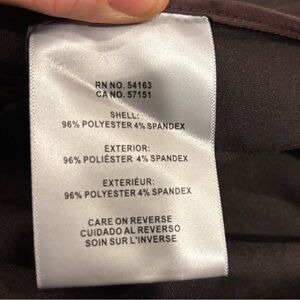 RN NO. 54163
CA NO. 57151
SHELL:
96% POLYESTER 4% SPANDEX
EXTERIOR:
96% POLIÉSTER 4% SPANDEX
EXTERIÉUR:
96% POLYESTER 4% SPANDEX
CARE ON REVERSE
CUIDADO AL REVERSO
SOIN SUR L'INVERSE